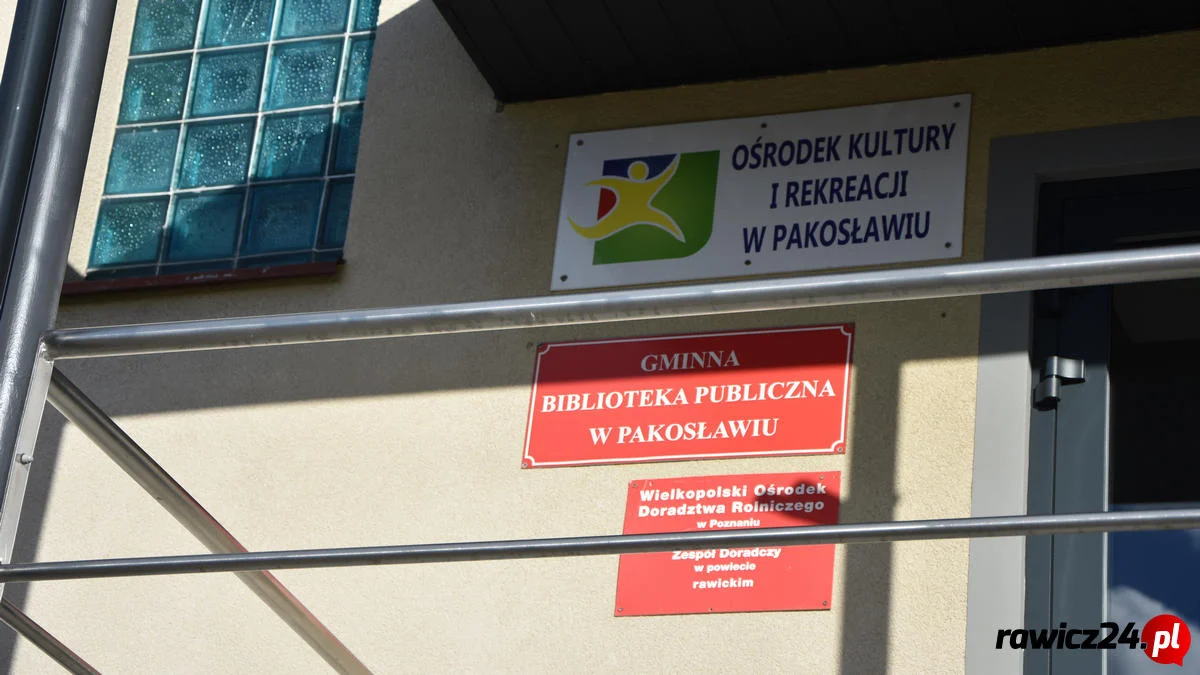 OŚRODEK KULTURY
I REKREACJI
W PAKOSŁAWIU
GMINNA
BIBLIOTEKA PUBLICZNA
W PAKOSŁAWIU
Wielkopolski Ośrodek
Doradztwa Rolniczego
w Poznaniu
Zespół Doradczy
w powiecie
rawickim
rawicz24.pl